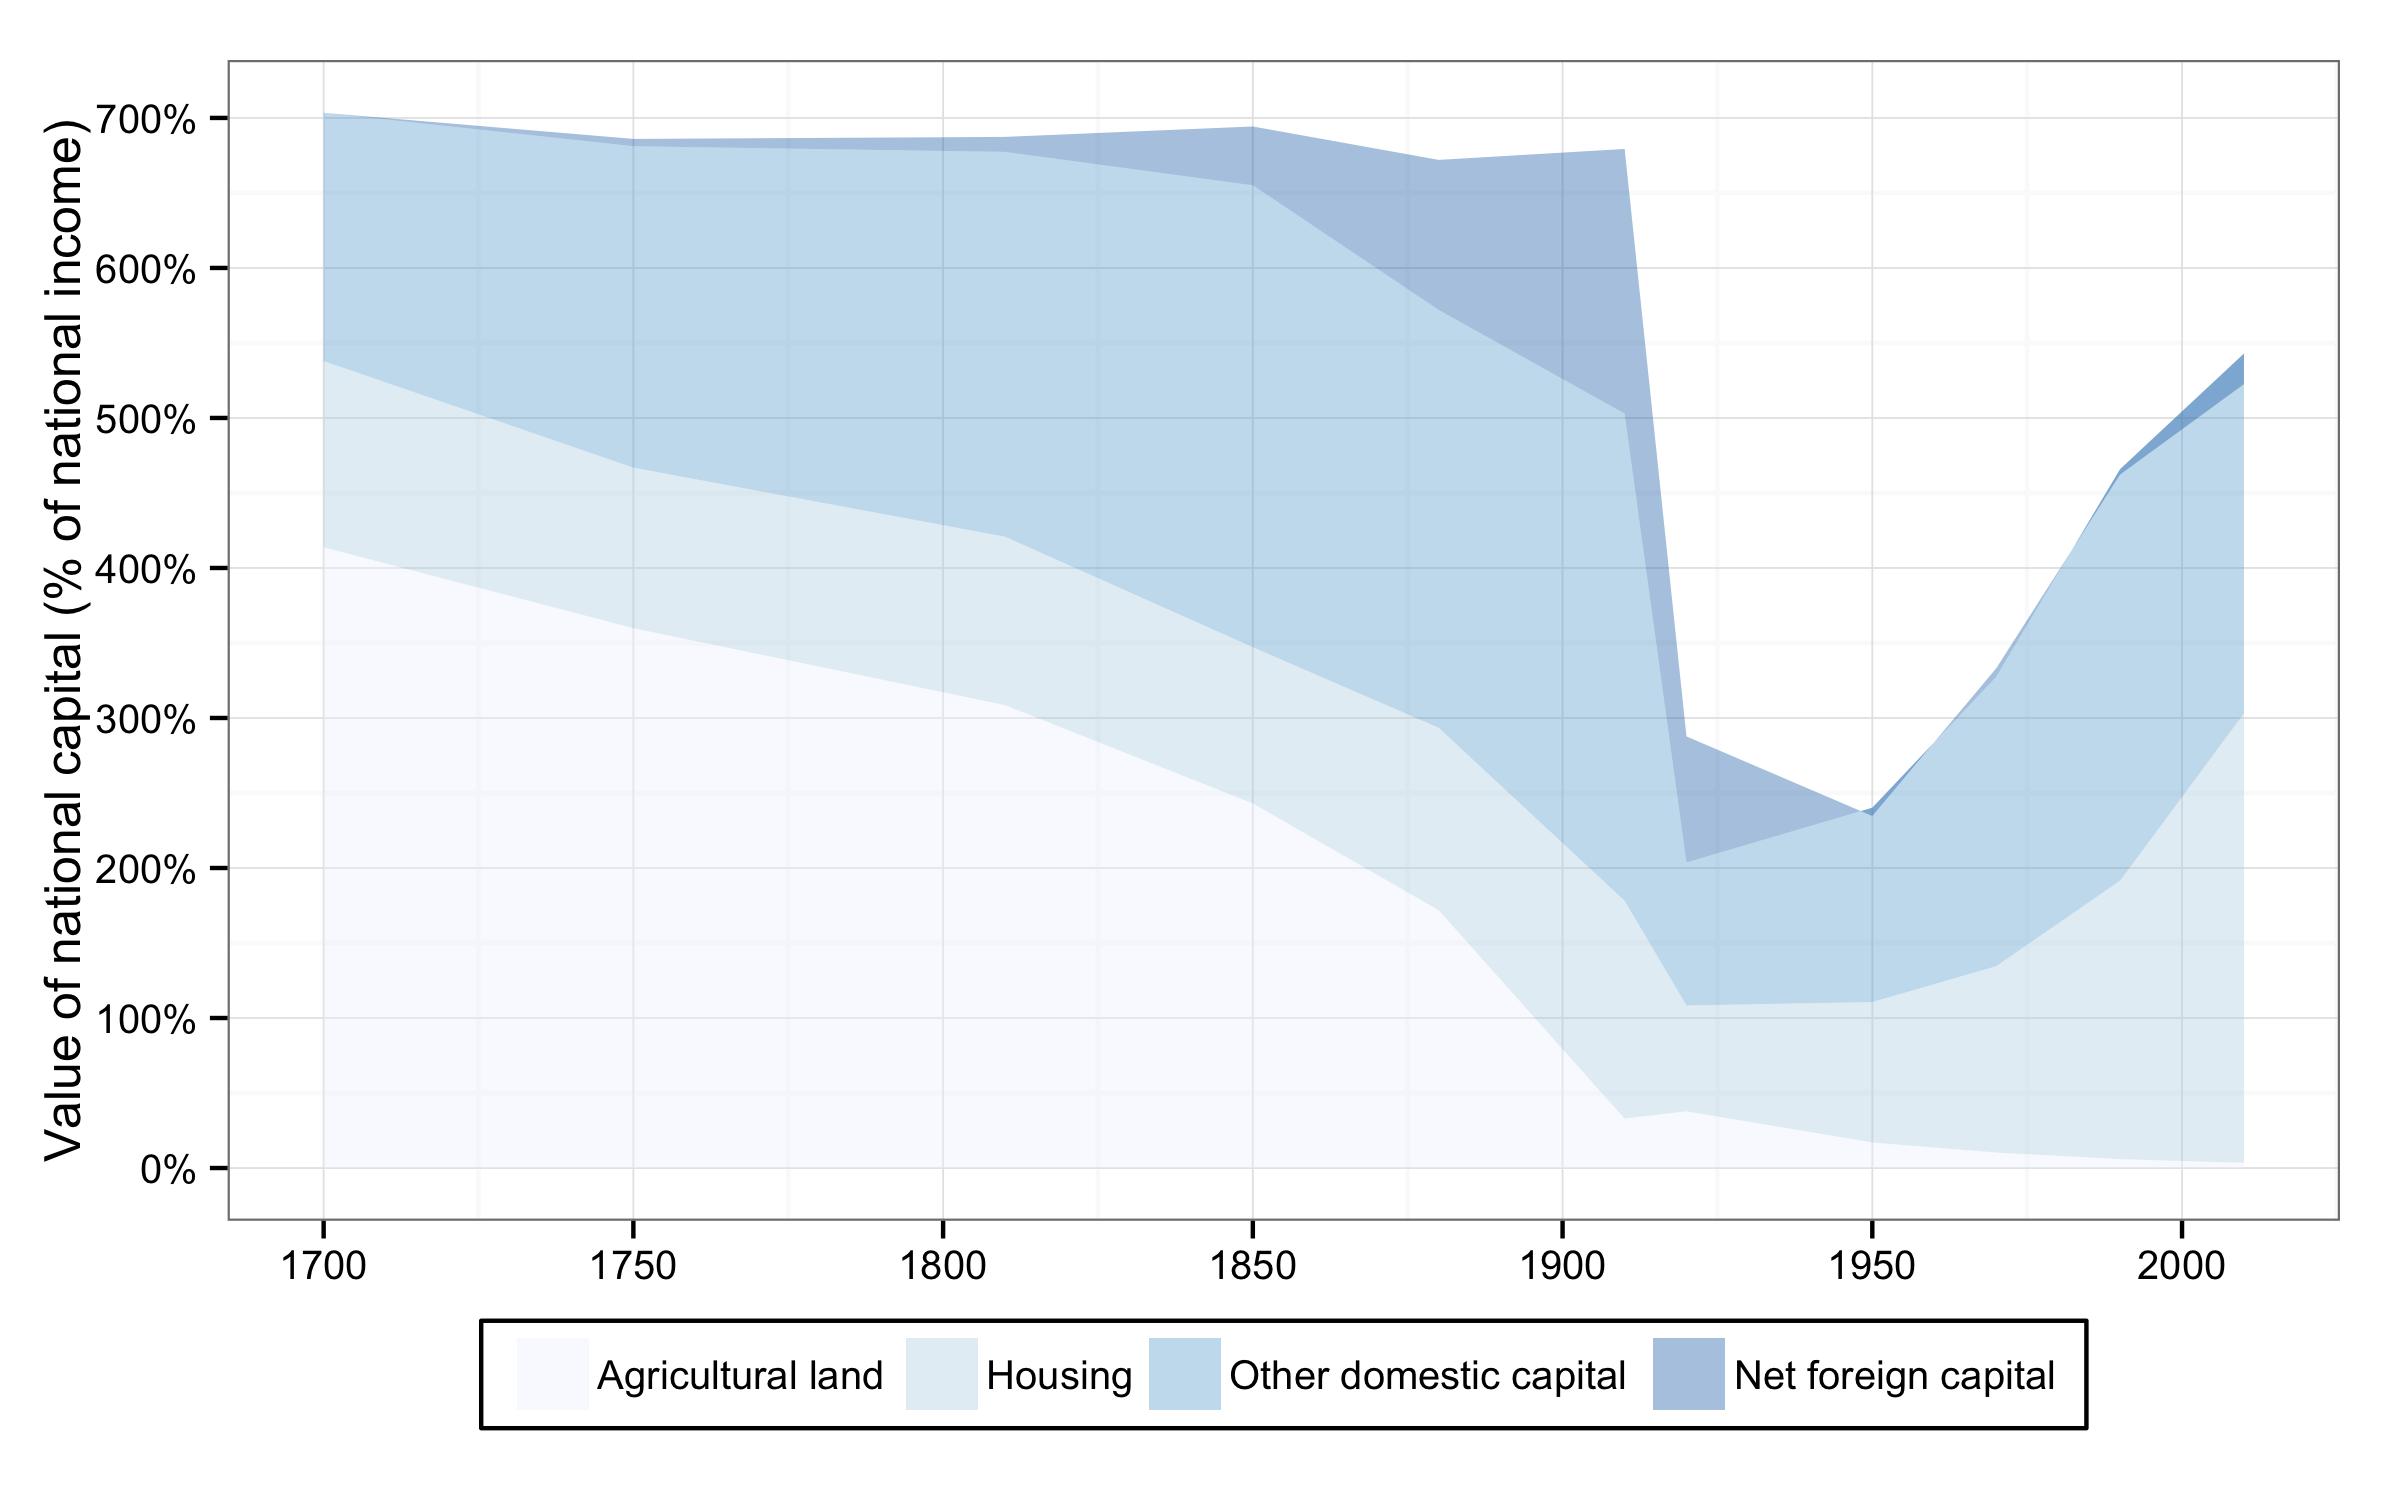 Value of national capital (% of national income)
700%
600%
500%
400%
300%
200%
100%
0%
1700 1750 1800 1850 1900 1950 2000
Agricultural land Housing Other domestic capital Net foreign capital